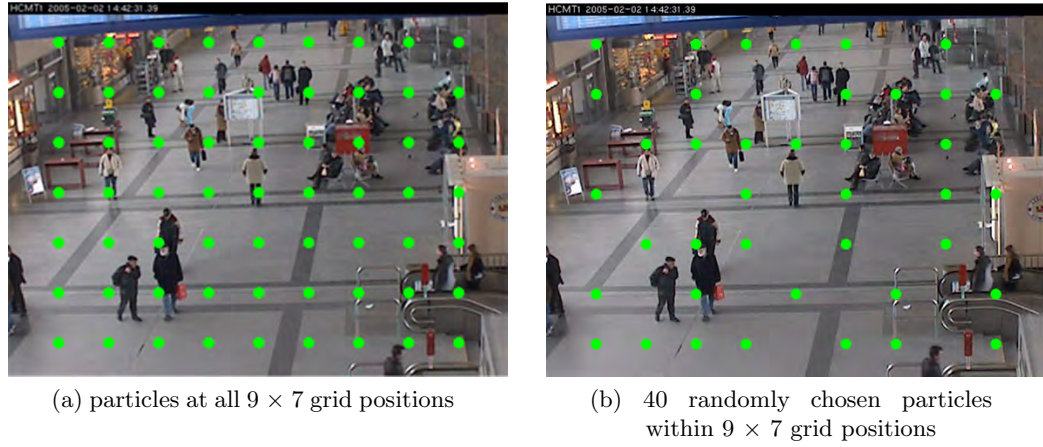 HCMT1 2005-02-02 14:42:31.39
HCMT1 2005-02-02 14:42:31.39
(a) particles at all 9 × 7 grid positions
(b) 40 randomly chosen particles
within 9 × 7 grid positions